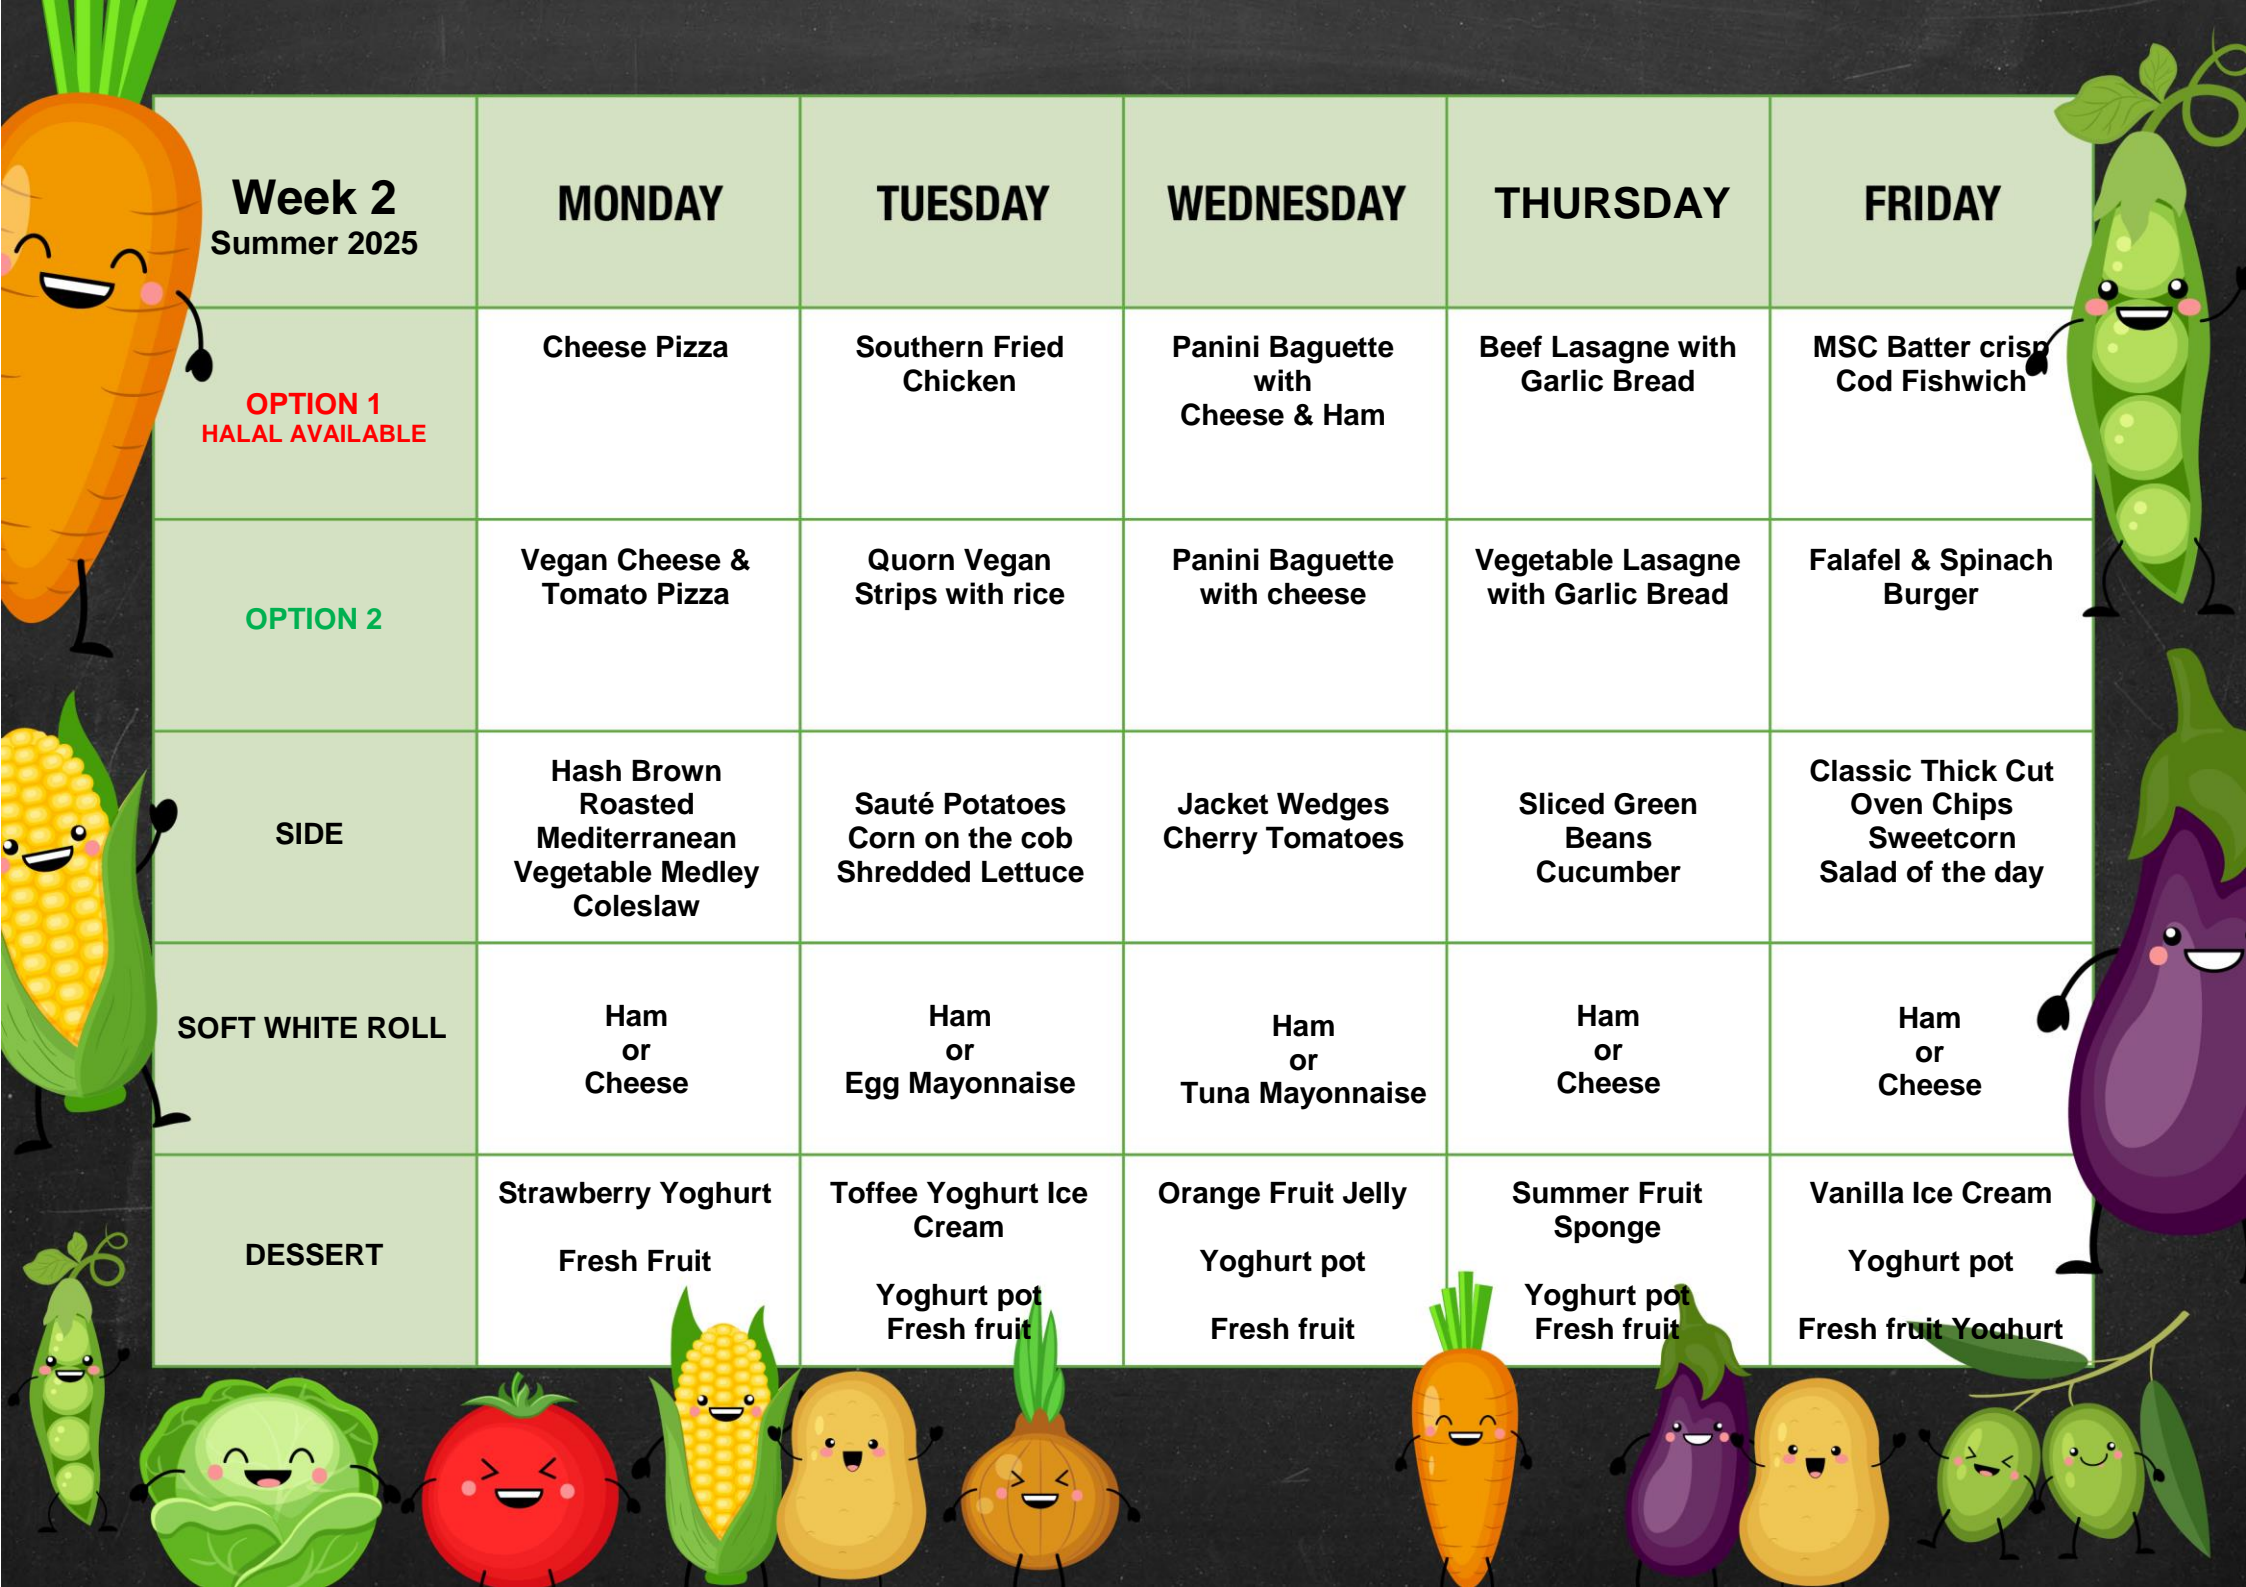 Week 2
Summer 2025
MONDAY
TUESDAY
WEDNESDAY
THURSDAY
FRIDAY
OPTION 1
HALAL AVAILABLE
Cheese Pizza
Southern Fried
Chicken
Panini Baguette
with
Cheese & Ham
Beef Lasagne with
Garlic Bread
MSC Batter crisp
Cod Fishwich
OPTION 2
Vegan Cheese &
Tomato Pizza
Quorn Vegan
Strips with rice
Panini Baguette
with cheese
Vegetable Lasagne
with Garlic Bread
Falafel & Spinach
Burger
SIDE
Hash Brown
Roasted
Mediterranean
Vegetable Medley
Coleslaw
Sauté Potatoes
Corn on the cob
Shredded Lettuce
Jacket Wedges
Cherry Tomatoes
Sliced Green
Beans
Cucumber
Classic Thick Cut
Oven Chips
Sweetcorn
Salad of the day
SOFT WHITE ROLL
Ham
or
Cheese
Ham
or
Egg Mayonnaise
Ham
or
Tuna Mayonnaise
Ham
or
Cheese
Ham
or
Cheese
DESSERT
Strawberry Yoghurt
Fresh Fruit
Toffee Yoghurt Ice
Cream
Yoghurt pot
Fresh fruit
Orange Fruit Jelly
Yoghurt pot
Fresh fruit
Summer Fruit
Sponge
Yoghurt pot
Fresh fruit
Vanilla Ice Cream
Yoghurt pot
Fresh fruit Yoghurt